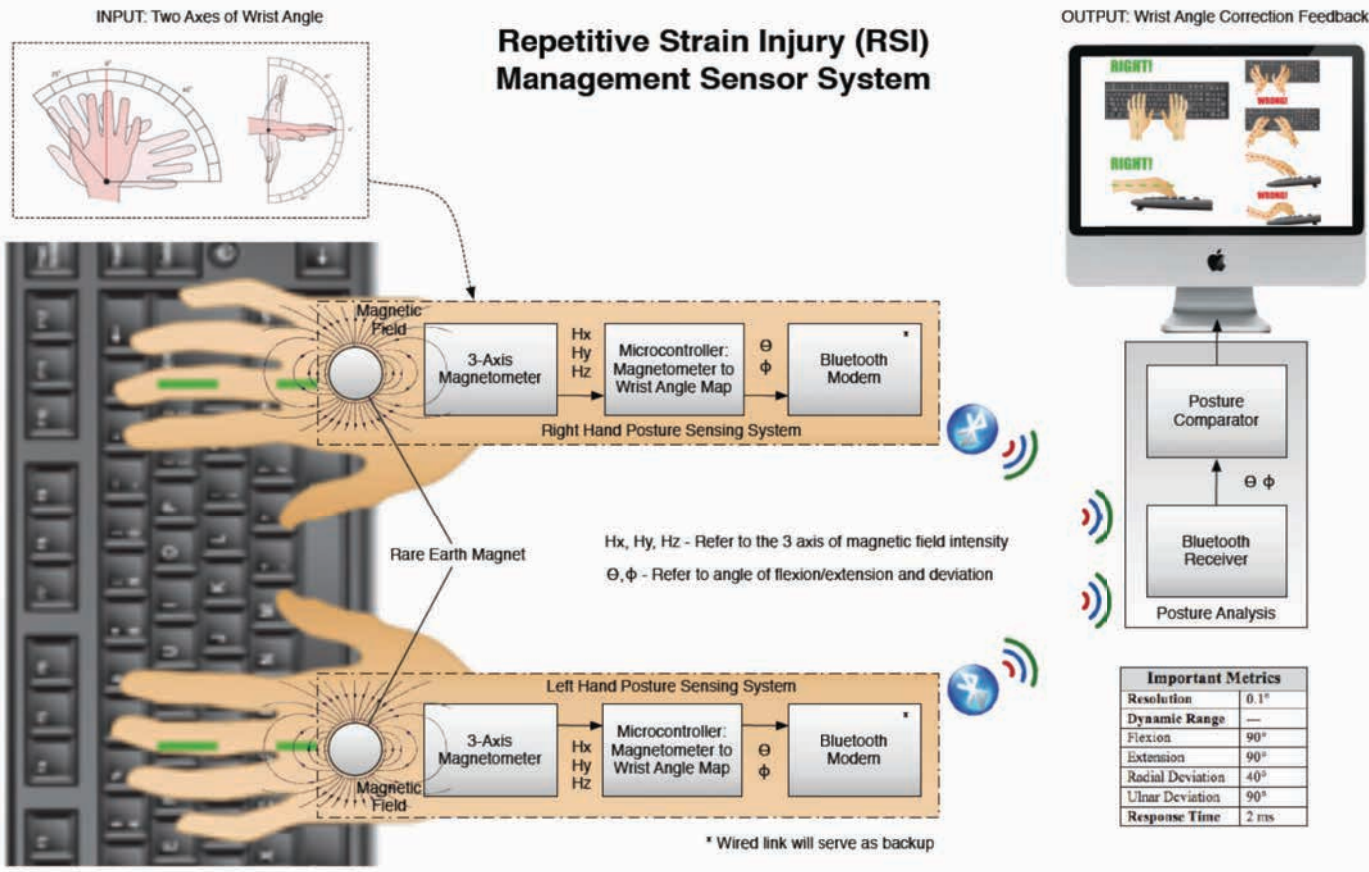 INPUT: Two Axes of Wrist Angle
Repetitive Strain Injury (RSI)
Management Sensor System
OUTPUT: Wrist Angle Correction Feedback
RIGHT!
WRONG!
RIGHT!
WRONG!
Magnetic
Field
3-Axis
Magnetometer
Hx
Hy
Hz
Microcontroller:
Magnetometer to
Wrist Angle Map
Θ
ϕ
*
Bluetooth
Modem
Right Hand Posture Sensing System
Posture
Comparator
Θ ϕ
Bluetooth
Receiver
Posture Analysis
Rare Earth Magnet
Hx, Hy, Hz - Refer to the 3 axis of magnetic field intensity
Θ,ϕ - Refer to angle of flexion/extension and deviation
Left Hand Posture Sensing System
3-Axis
Magnetometer
Hx
Hy
Hz
Microcontroller:
Magnetometer to
Wrist Angle Map
Θ
ϕ
*
Bluetooth
Modem
Magnetic
Field
* Wired link will serve as backup
Important Metrics
Resolution 0.1°
Dynamic Range —
Flexion 90°
Extension 90°
Radial Deviation 40°
Ulnar Deviation 90°
Response Time 2 ms